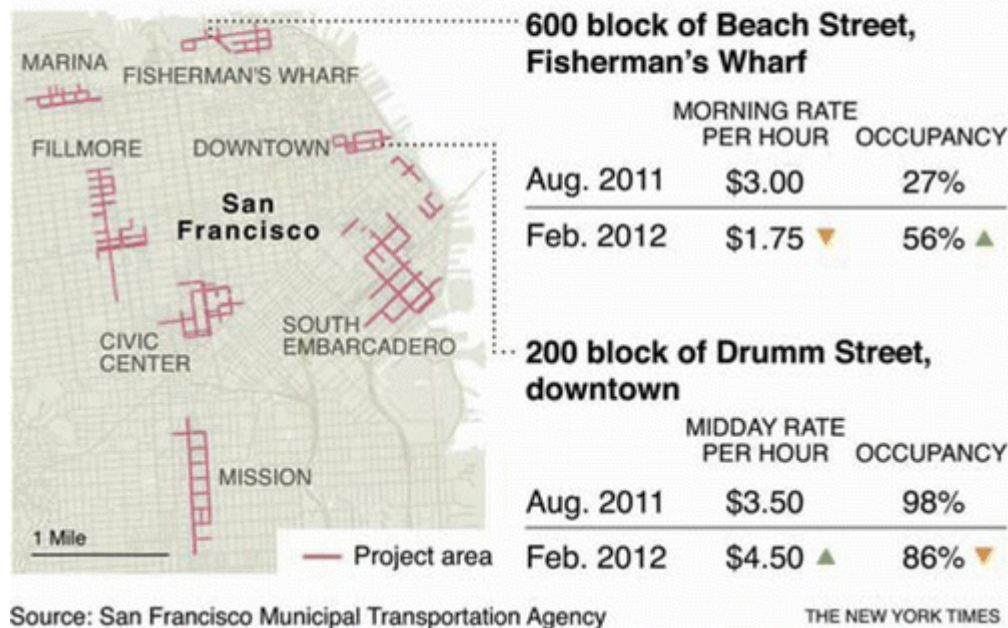 MARINA
FISHERMAN'S WHARF
FILLMORE
DOWNTOWN
San
Francisco
CIVIC
CENTER
SOUTH
EMBARCADERO
MISSION
1 Mile
Project area
600 block of Beach Street,
Fisherman's Wharf
MORNING RATE
PER HOUR OCCUPANCY
Aug. 2011 $3.00 27%
Feb. 2012 $1.75 ▼ 56% ▲
200 block of Drumm Street,
downtown
MIDDAY RATE
PER HOUR OCCUPANCY
Aug. 2011 $3.50 98%
Feb. 2012 $4.50 ▲ 86% ▼
Source: San Francisco Municipal Transportation Agency
THE NEW YORK TIMES